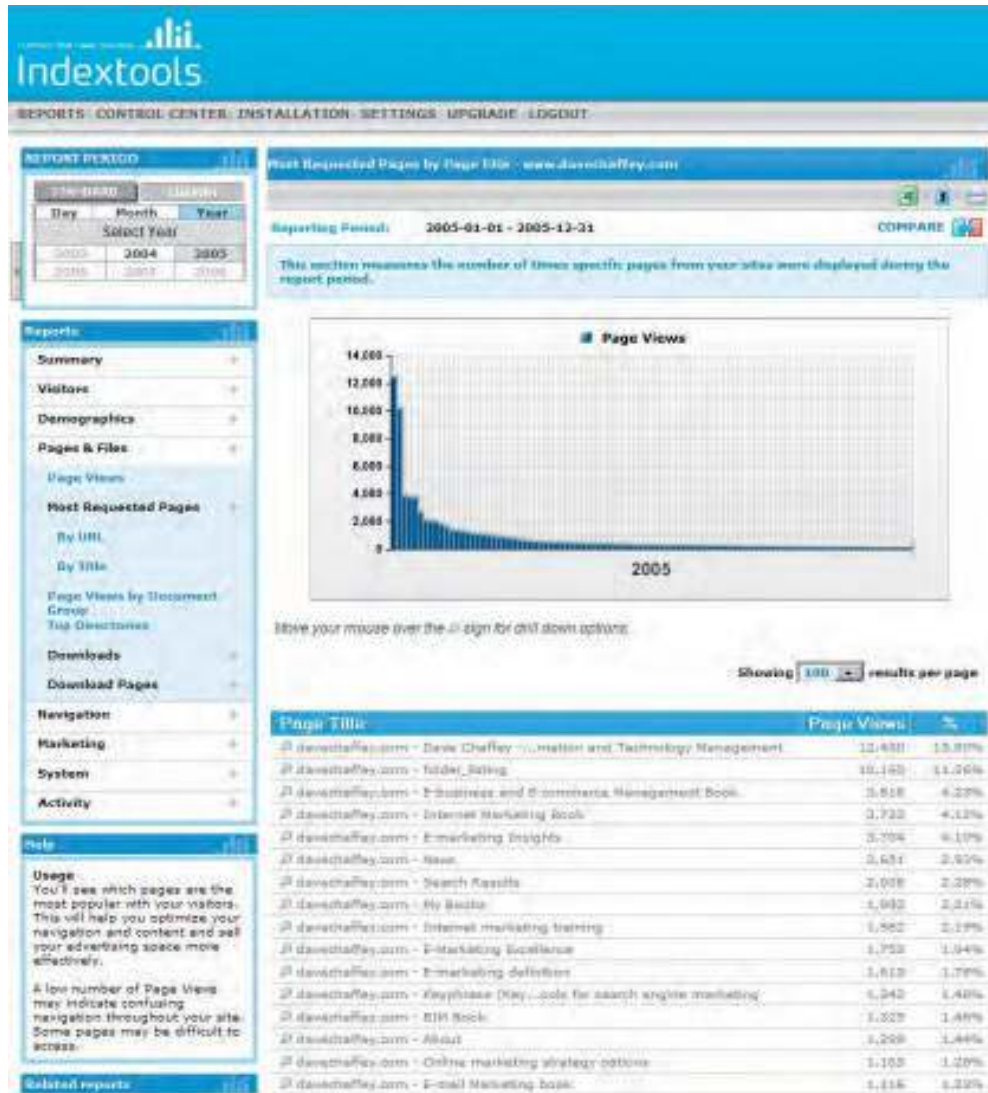 Indextools
REPORTS CONTROL CENTER INSTALLATION SETTINGS UPGRADE LOGOUT
REPORT PERIOD
Day Month Year
Select Year
2004 2005
Reports
Summary
Visitors
Demographics
Pages & Files
Page Views
Most Requested Pages
By URL
By Title
Page Views by Document
Group
Top Directories
Downloads
Download Pages
Navigation
Marketing
System
Activity
Help
Usage
You'll see which pages are the
most popular with your visitors.
This will help you optimize your
navigation and content and sell
your advertising space more
effectively.
A low number of Page Views
may indicate confusing
navigation throughout your site.
Some pages may be difficult to
access.
Related reports
Most Requested Pages by Page Title - www.davechaffey.com
Reporting Period: 2005-01-01 - 2005-12-31
COMPARE
This section measures the number of times specific pages from your sites were displayed during the
report period.
Page Views
14,000
12,000
10,000
8,000
6,000
4,000
2,000
0
2005
Move your mouse over the sign for drill down options.
Showing 100 results per page
Page Title Page Views %
davechaffey.com - Dave Chaffey -...mation and Technology Management
davechaffey.com - folder_listing 11.26%
davechaffey.com - E-business and E-commerce Management Book
davechaffey.com - Internet Marketing Book
davechaffey.com - E-marketing Insights
davechaffey.com - News
davechaffey.com - Search Results
davechaffey.com - My Books
davechaffey.com - Internet marketing training
davechaffey.com - E-Marketing Excellence
davechaffey.com - E-marketing definition
davechaffey.com - Keyphrase (Key...ools for search engine marketing
davechaffey.com - BIM Book
davechaffey.com - About
davechaffey.com - Online marketing strategy options
davechaffey.com - E-mail Marketing book